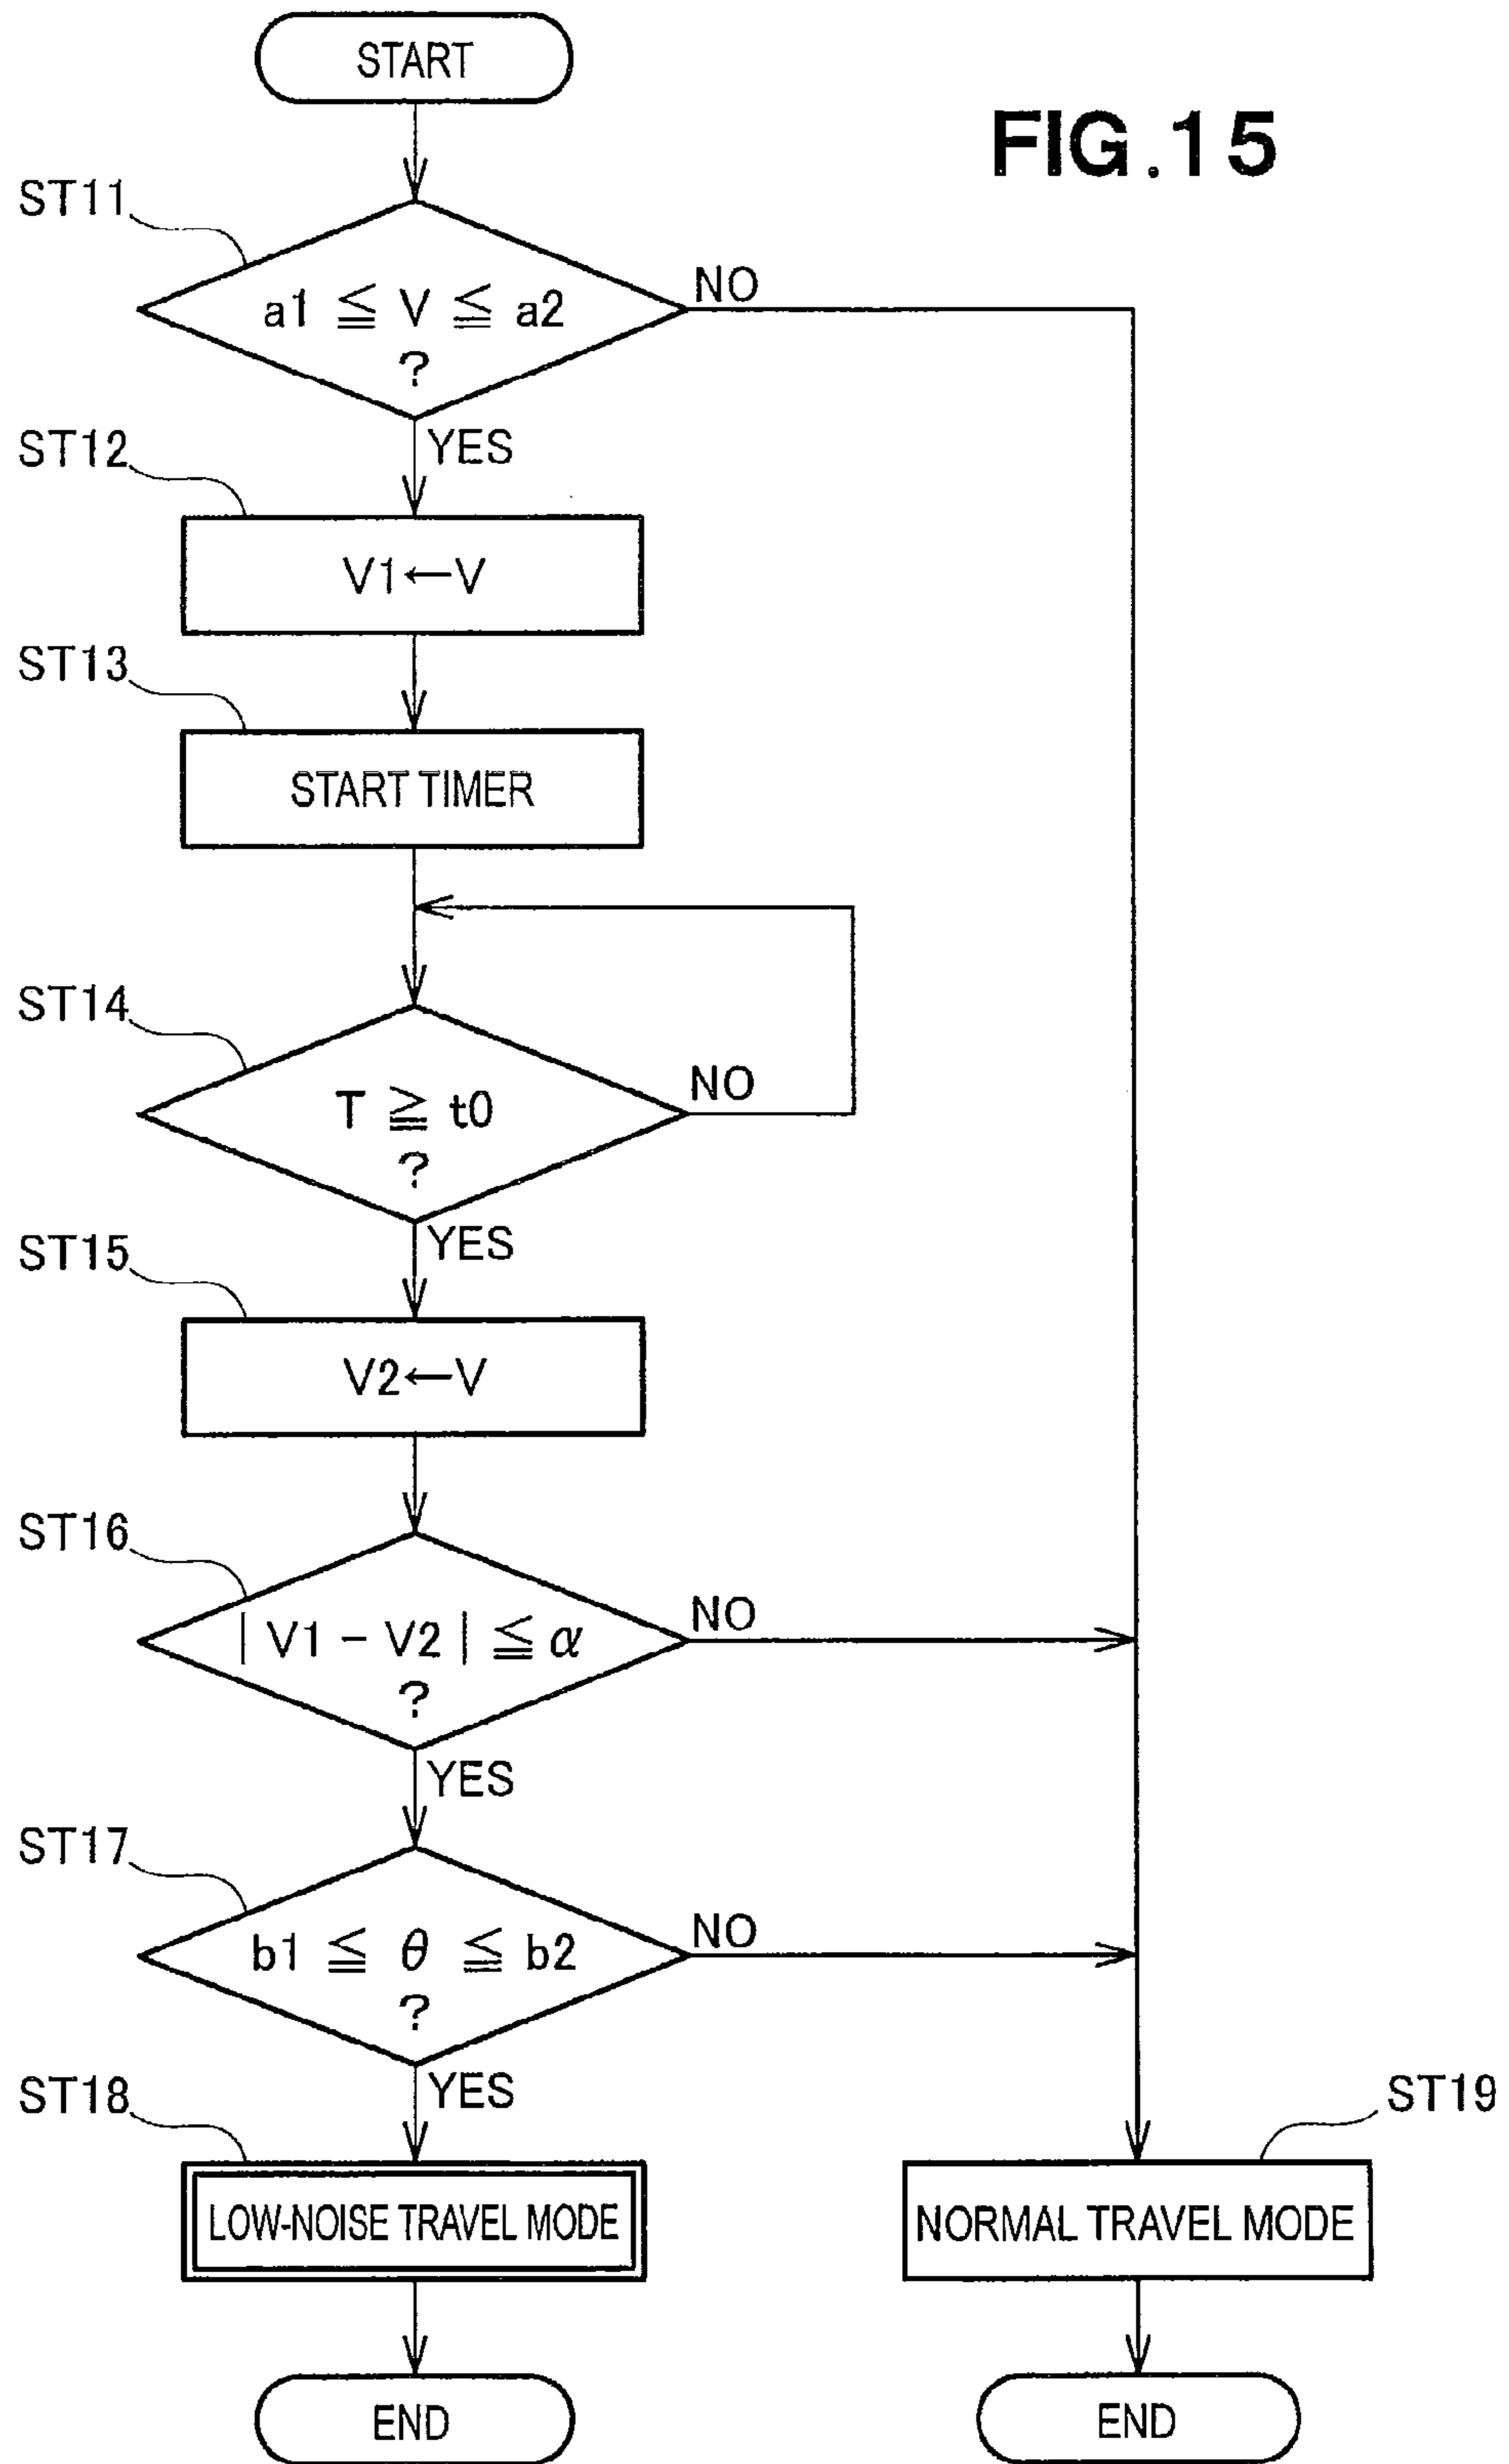 START
FIG.15
ST11
a1 ≦ V ≦ a2
?
NO
YES
ST12
V1←V
ST13
START TIMER
ST14
T ≧ t0
?
NO
YES
ST15
V2←V
ST16
| V1 - V2 | ≦ α
?
NO
YES
ST17
b1 ≦ θ ≦ b2
?
NO
YES
ST18
LOW-NOISE TRAVEL MODE
ST19
NORMAL TRAVEL MODE
END
END